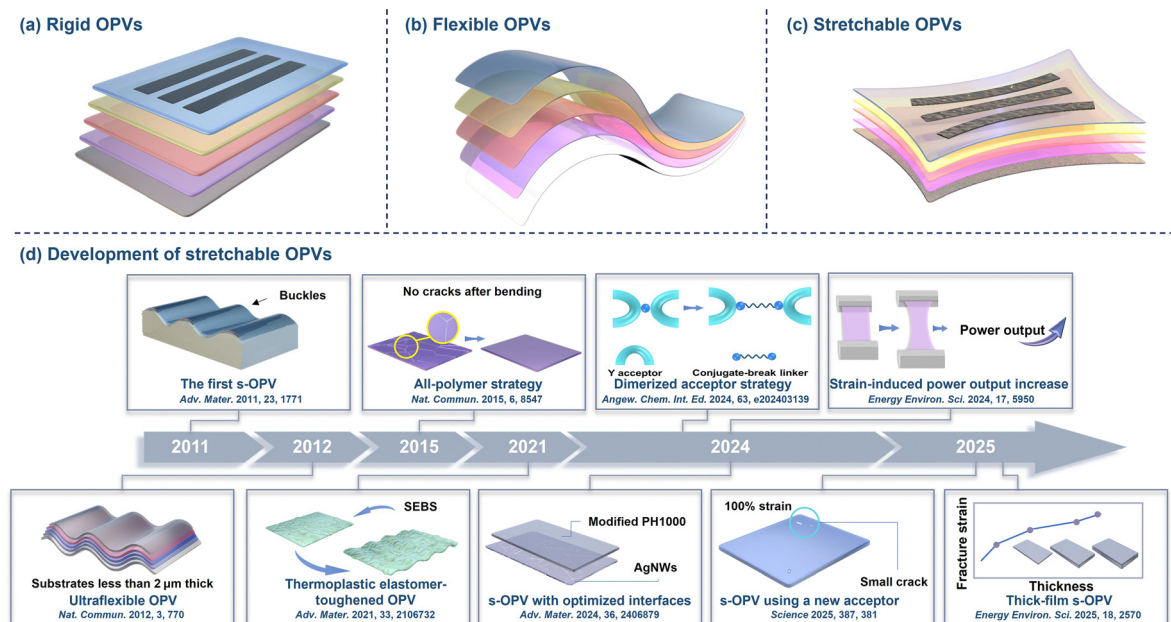 (a) Rigid OPVs
(b) Flexible OPVs
(c) Stretchable OPVs
(d) Development of stretchable OPVs
Buckles
The first s-OPV
Adv. Mater. 2011, 23, 1771
No cracks after bending
All-polymer strategy
Nat. Commun. 2015, 6, 8547
Y acceptor
Conjugate-break linker
Dimerized acceptor strategy
Angew. Chem. Int. Ed. 2024, 63, e202403139
Power output
Strain-induced power output increase
Energy Environ. Sci. 2024, 17, 5950
2011
2012
2015
2021
2024
2025
Substrates less than 2 μm thick
Ultraflexible OPV
Nat. Commun. 2012, 3, 770
SEBS
Thermoplastic elastomer-
toughened OPV
Adv. Mater. 2021, 33, 2106732
Modified PH1000
AgNWs
s-OPV with optimized interfaces
Adv. Mater. 2024, 36, 2406879
100% strain
Small crack
s-OPV using a new acceptor
Science 2025, 387, 381
Fracture strain
Thickness
Thick-film s-OPV
Energy Environ. Sci. 2025, 18, 2570